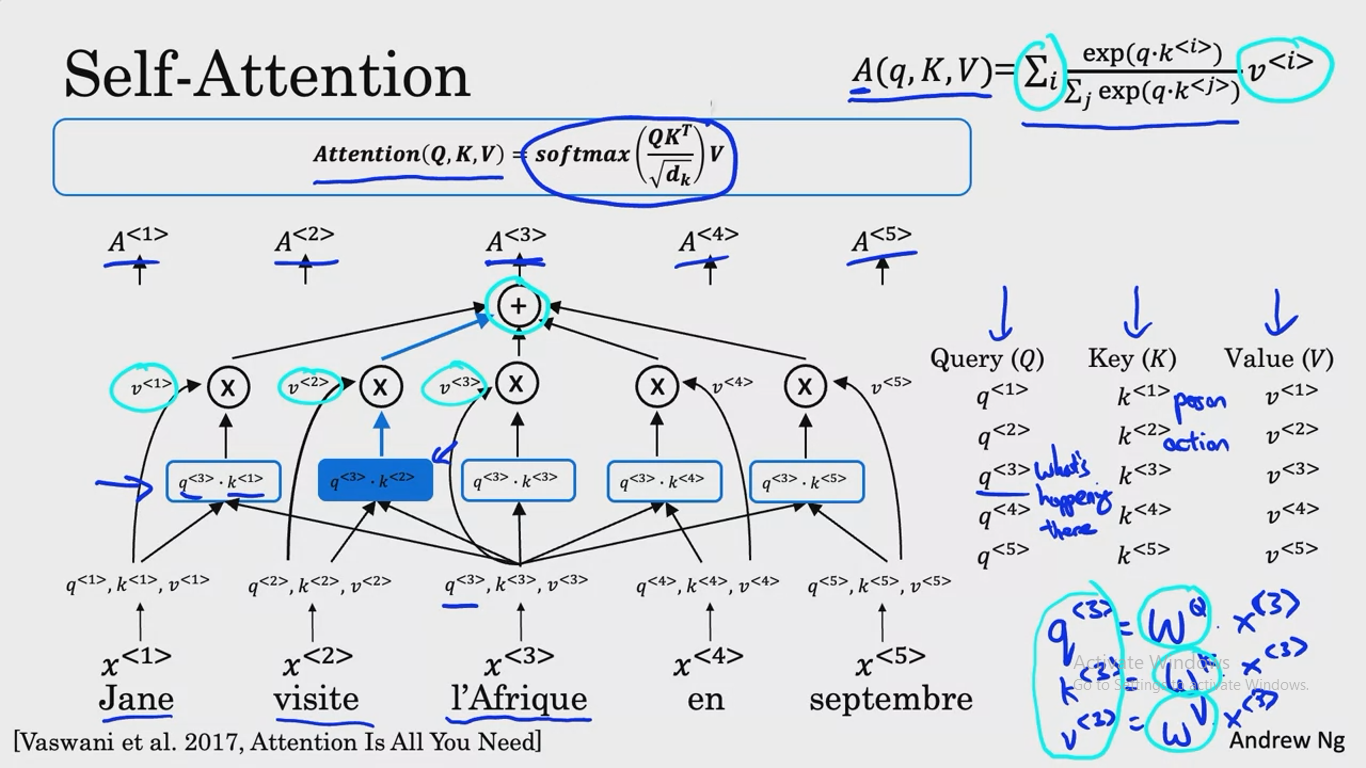 Self-Attention
A(q, K, V) = Σ_i exp(q·k^<i>) / Σ_j exp(q·k^<j>) v^<i>
Attention(Q, K, V) = softmax(QK^T / √d_k) V
A^<1> A^<2> A^<3> A^<4> A^<5>
+
Query (Q) Key (K) Value (V)
v^<1> X v^<2> X v^<3> X X v^<4> X v^<5>
q^<1> k^<1> person v^<1>
q^<2> k^<2> action v^<2>
q^<3> what's happening there k^<3> v^<3>
q^<4> k^<4> v^<4>
q^<5> k^<5> v^<5>
q^<3> · k^<1> q^<3> · k^<2> q^<3> · k^<3> q^<3> · k^<4> q^<3> · k^<5>
q^<1>, k^<1>, v^<1> q^<2>, k^<2>, v^<2> q^<3>, k^<3>, v^<3> q^<4>, k^<4>, v^<4> q^<5>, k^<5>, v^<5>
x^<1> x^<2> x^<3> x^<4> x^<5>
Jane visite l'Afrique en septembre
q^<3> = W^Q · x^<3>
k^<3> = W^K · x^<3>
v^<3> = W^V · x^<3>
Activate Windows
Go to Settings to activate Windows.
[Vaswani et al. 2017, Attention Is All You Need]
Andrew Ng